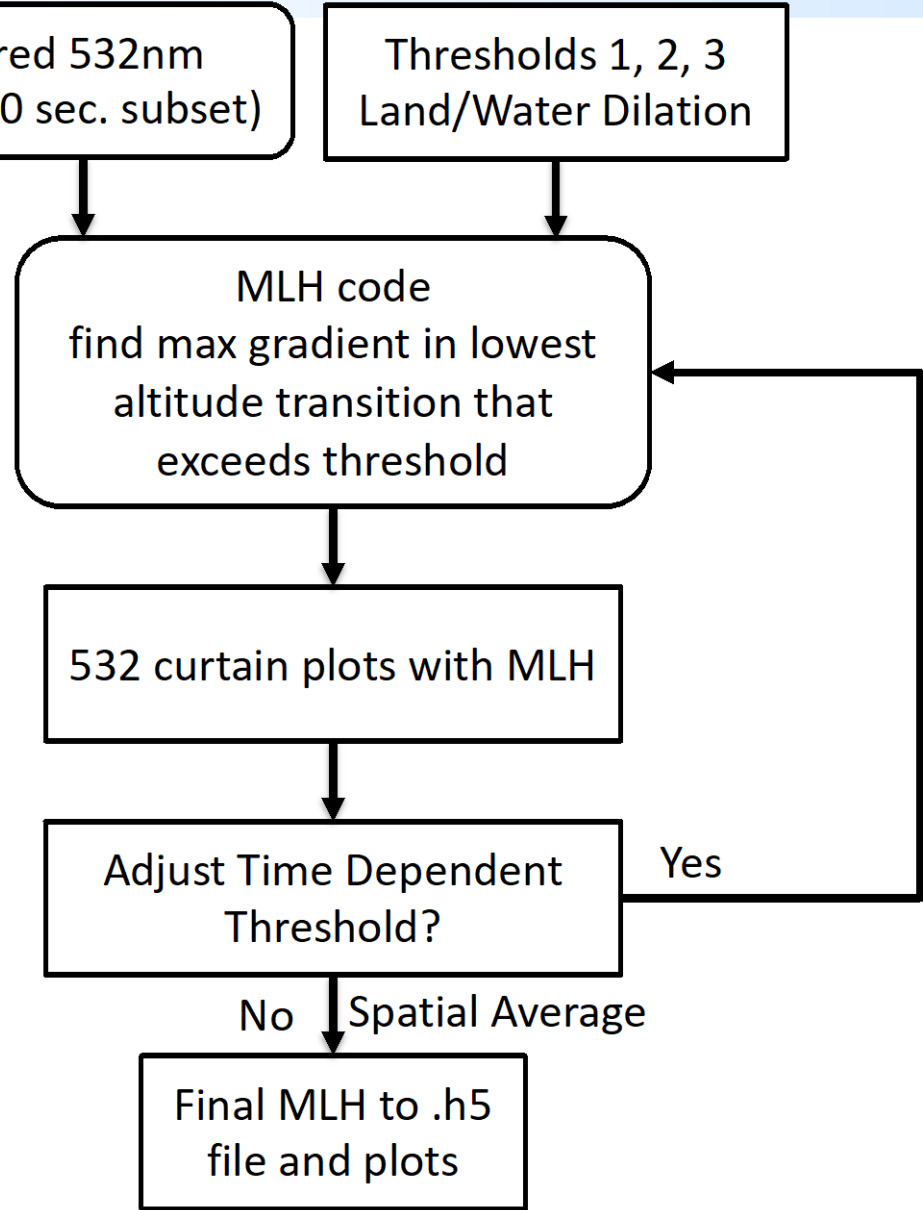 532nm
sec. subset)
Thresholds 1, 2, 3
Land/Water Dilation
MLH code
find max gradient in lowest
altitude transition that
exceeds threshold
532 curtain plots with MLH
Adjust Time Dependent
Threshold?
Yes
No
Spatial Average
Final MLH to .h5
file and plots